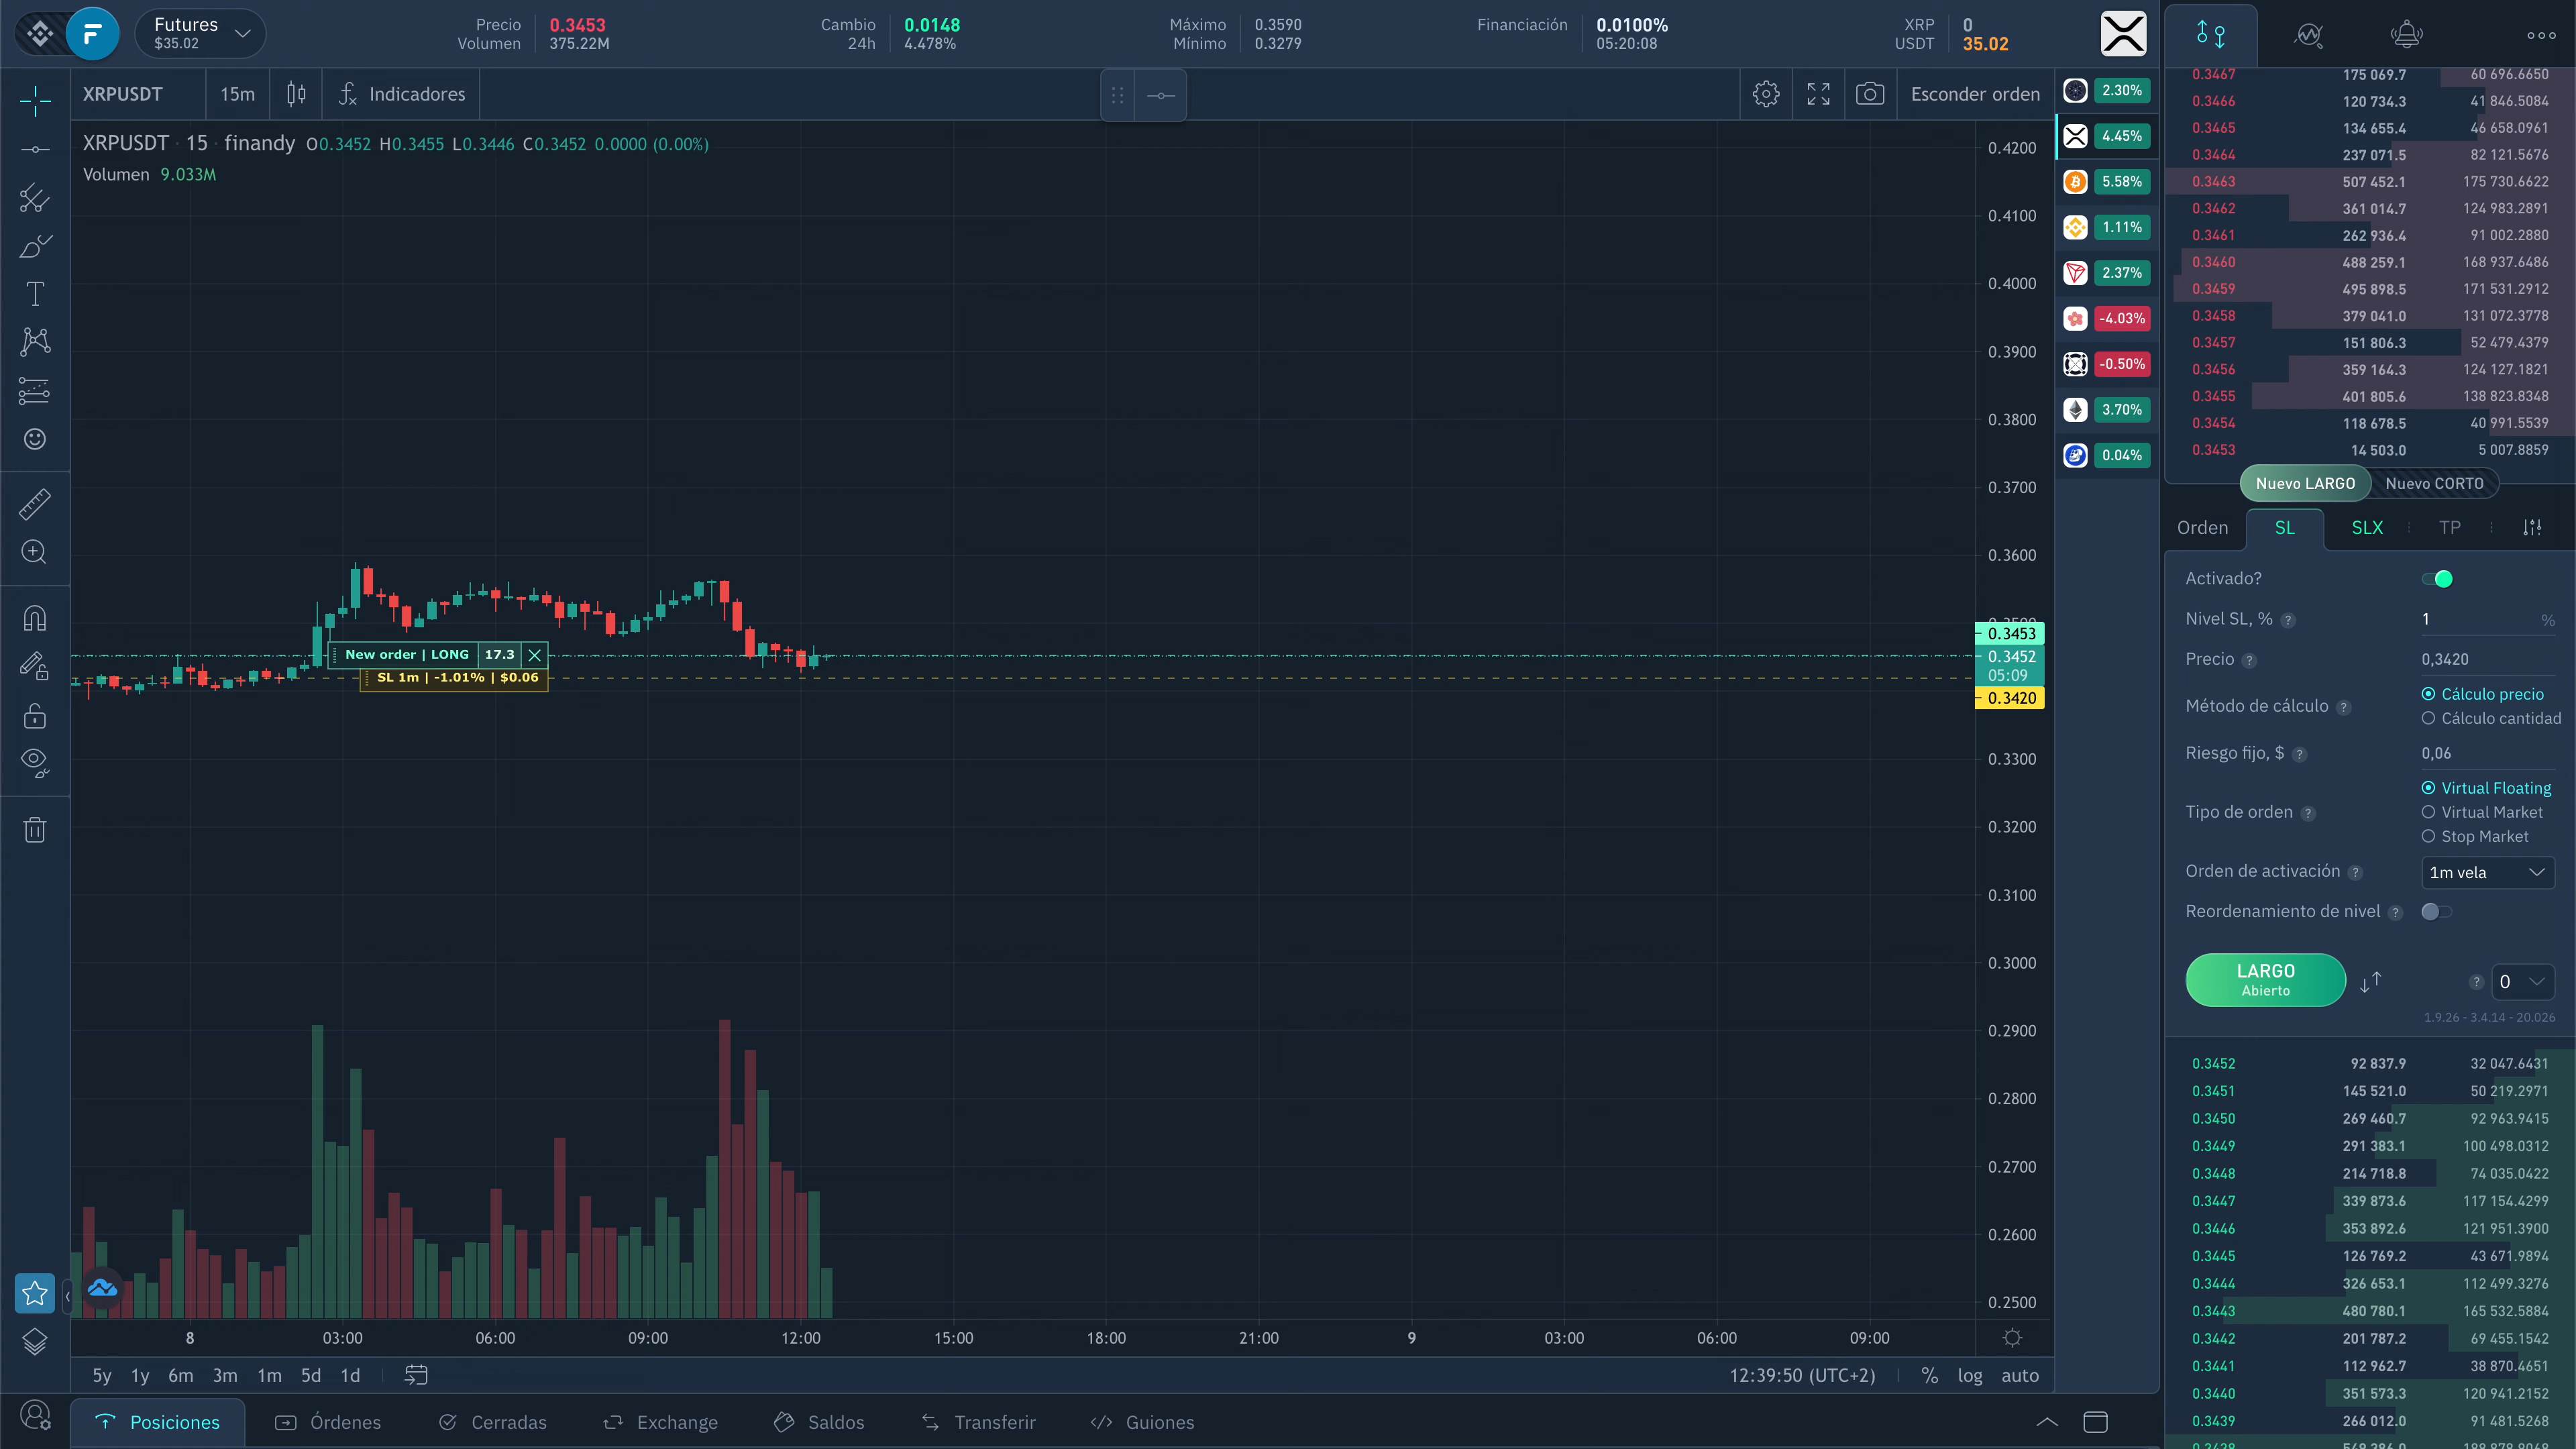 Futures
$35.02
Precio 0.3453
Volumen 375.22M
Cambio 0.0148
24h 4.478%
Máximo 0.3590
Mínimo 0.3279
Financiación 0.0100%
05:20:08
XRP 0
USDT 35.02
XRPUSDT 15m Indicadores
Esconder orden
XRPUSDT · 15 · finandy O0.3452 H0.3455 L0.3446 C0.3452 0.0000 (0.00%)
Volumen 9.033M
New order | LONG 17.3
SL 1m | -1.01% | $0.06
0.4200
0.4100
0.4000
0.3900
0.3800
0.3700
0.3600
0.3453
0.3452
05:09
0.3420
0.3300
0.3200
0.3100
0.3000
0.2900
0.2800
0.2700
0.2600
0.2500
8 03:00 06:00 09:00 12:00 15:00 18:00 21:00 9 03:00 06:00 09:00
5y 1y 6m 3m 1m 5d 1d
12:39:50 (UTC+2) % log auto
Posiciones Órdenes Cerradas Exchange Saldos Transferir Guiones
2.30%
4.45%
5.58%
1.11%
2.37%
-4.03%
-0.50%
3.70%
0.04%
0.3467 175 069.7 60 696.6650
0.3466 120 734.3 41 846.5084
0.3465 134 655.4 46 658.0961
0.3464 237 071.5 82 121.5676
0.3463 507 452.1 175 730.6622
0.3462 361 014.7 124 983.2891
0.3461 262 936.4 91 002.2880
0.3460 488 259.1 168 937.6486
0.3459 495 898.5 171 531.2912
0.3458 379 041.0 131 072.3778
0.3457 151 806.3 52 479.4379
0.3456 359 164.3 124 127.1821
0.3455 401 805.6 138 823.8348
0.3454 118 678.5 40 991.5539
0.3453 14 503.0 5 007.8859
Nuevo LARGO Nuevo CORTO
Orden SL SLX TP
Activado?
Nivel SL, % ? 1 %
Precio ? 0,3420
Método de cálculo ?
Cálculo precio
Cálculo cantidad
Riesgo fijo, $ ? 0,06
Tipo de orden ?
Virtual Floating
Virtual Market
Stop Market
Orden de activación ? 1m vela
Reordenamiento de nivel ?
LARGO
Abierto
? 0
1.9.26 - 3.4.14 - 20.026
0.3452 92 837.9 32 047.6431
0.3451 145 521.0 50 219.2971
0.3450 269 460.7 92 963.9415
0.3449 291 383.1 100 498.0312
0.3448 214 718.8 74 035.0422
0.3447 339 873.6 117 154.4299
0.3446 353 892.6 121 951.3900
0.3445 126 769.2 43 671.9894
0.3444 326 653.1 112 499.3276
0.3443 480 780.1 165 532.5884
0.3442 201 787.2 69 455.1542
0.3441 112 962.7 38 870.4651
0.3440 351 573.3 120 941.2152
0.3439 266 012.0 91 481.5268